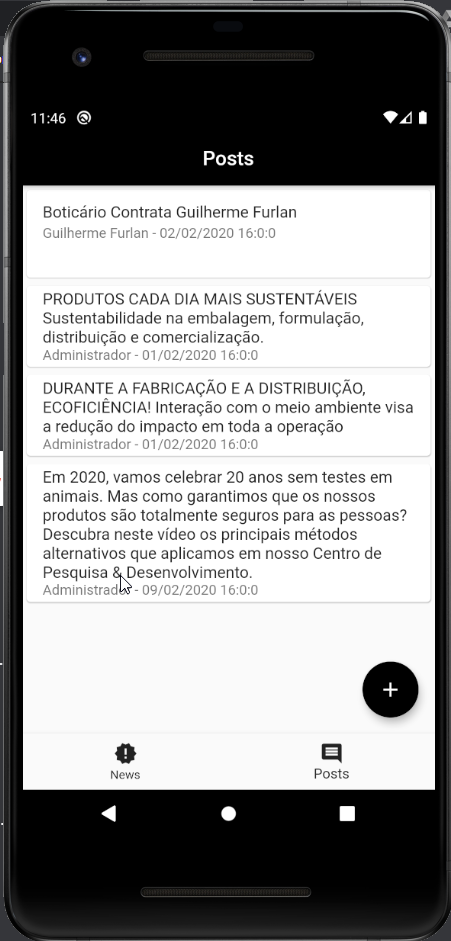 11:46
Posts
Boticário Contrata Guilherme Furlan
Guilherme Furlan - 02/02/2020 16:0:0
PRODUTOS CADA DIA MAIS SUSTENTÁVEIS
Sustentabilidade na embalagem, formulação,
distribuição e comercialização.
Administrador - 01/02/2020 16:0:0
DURANTE A FABRICAÇÃO E A DISTRIBUIÇÃO,
ECOFICIÊNCIA! Interação com o meio ambiente visa
a redução do impacto em toda a operação
Administrador - 01/02/2020 16:0:0
Em 2020, vamos celebrar 20 anos sem testes em
animais. Mas como garantimos que os nossos
produtos são totalmente seguros para as pessoas?
Descubra neste vídeo os principais métodos
alternativos que aplicamos em nosso Centro de
Pesquisa & Desenvolvimento.
Administrador - 09/02/2020 16:0:0
+
News
Posts